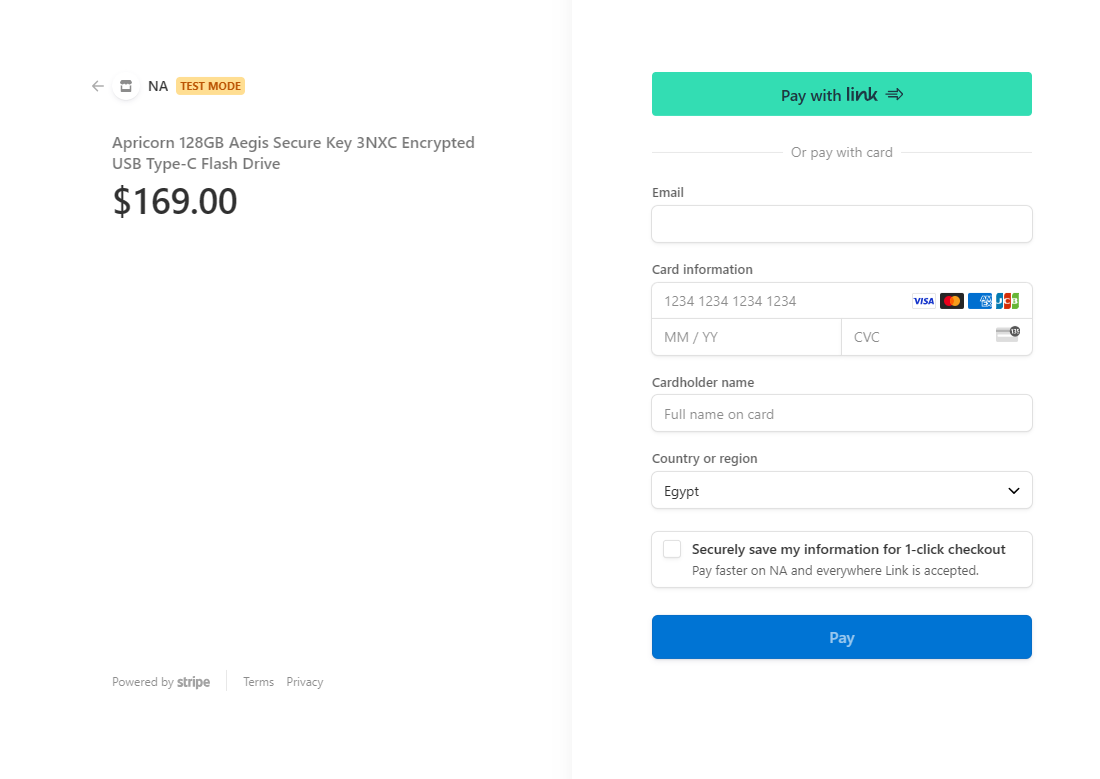 NA TEST MODE
Apricorn 128GB Aegis Secure Key 3NXC Encrypted
USB Type-C Flash Drive
$169.00
Powered by stripe Terms Privacy
Pay with link
Or pay with card
Email
Card information
1234 1234 1234 1234 VISA AM EX JCB
MM / YY CVC 135
Cardholder name
Full name on card
Country or region
Egypt
Securely save my information for 1-click checkout
Pay faster on NA and everywhere Link is accepted.
Pay